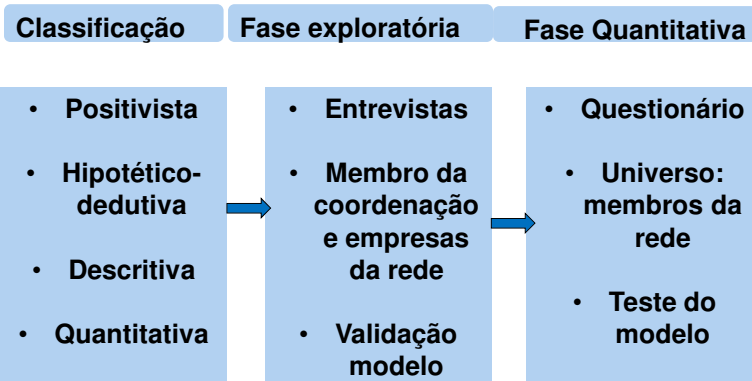 Classificação
Fase exploratória
Fase Quantitativa
• Positivista
• Hipotético-
dedutiva
• Descritiva
• Quantitativa
• Entrevistas
• Membro da
coordenação
e empresas
da rede
• Validação
modelo
• Questionário
• Universo:
membros da
rede
• Teste do
modelo